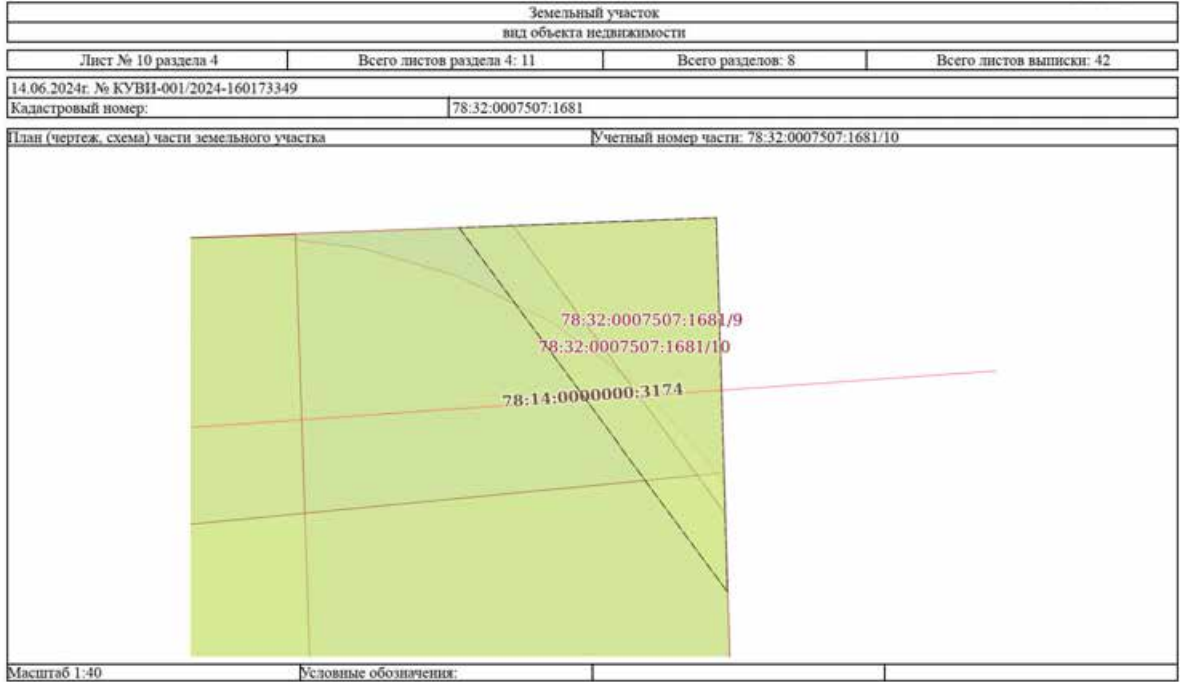 Земельный участок
вид объекта недвижимости
Лист № 10 раздела 4 Всего листов раздела 4: 11 Всего разделов: 8 Всего листов выписки: 42
14.06.2024г. № КУВИ-001/2024-160173349
Кадастровый номер: 78:32:0007507:1681
План (чертеж, схема) части земельного участка Учетный номер части: 78:32:0007507:1681/10
78:32:0007507:1681/9
78:32:0007507:1681/10
78:14:0000000:3174
Масштаб 1:40 Условные обозначения: